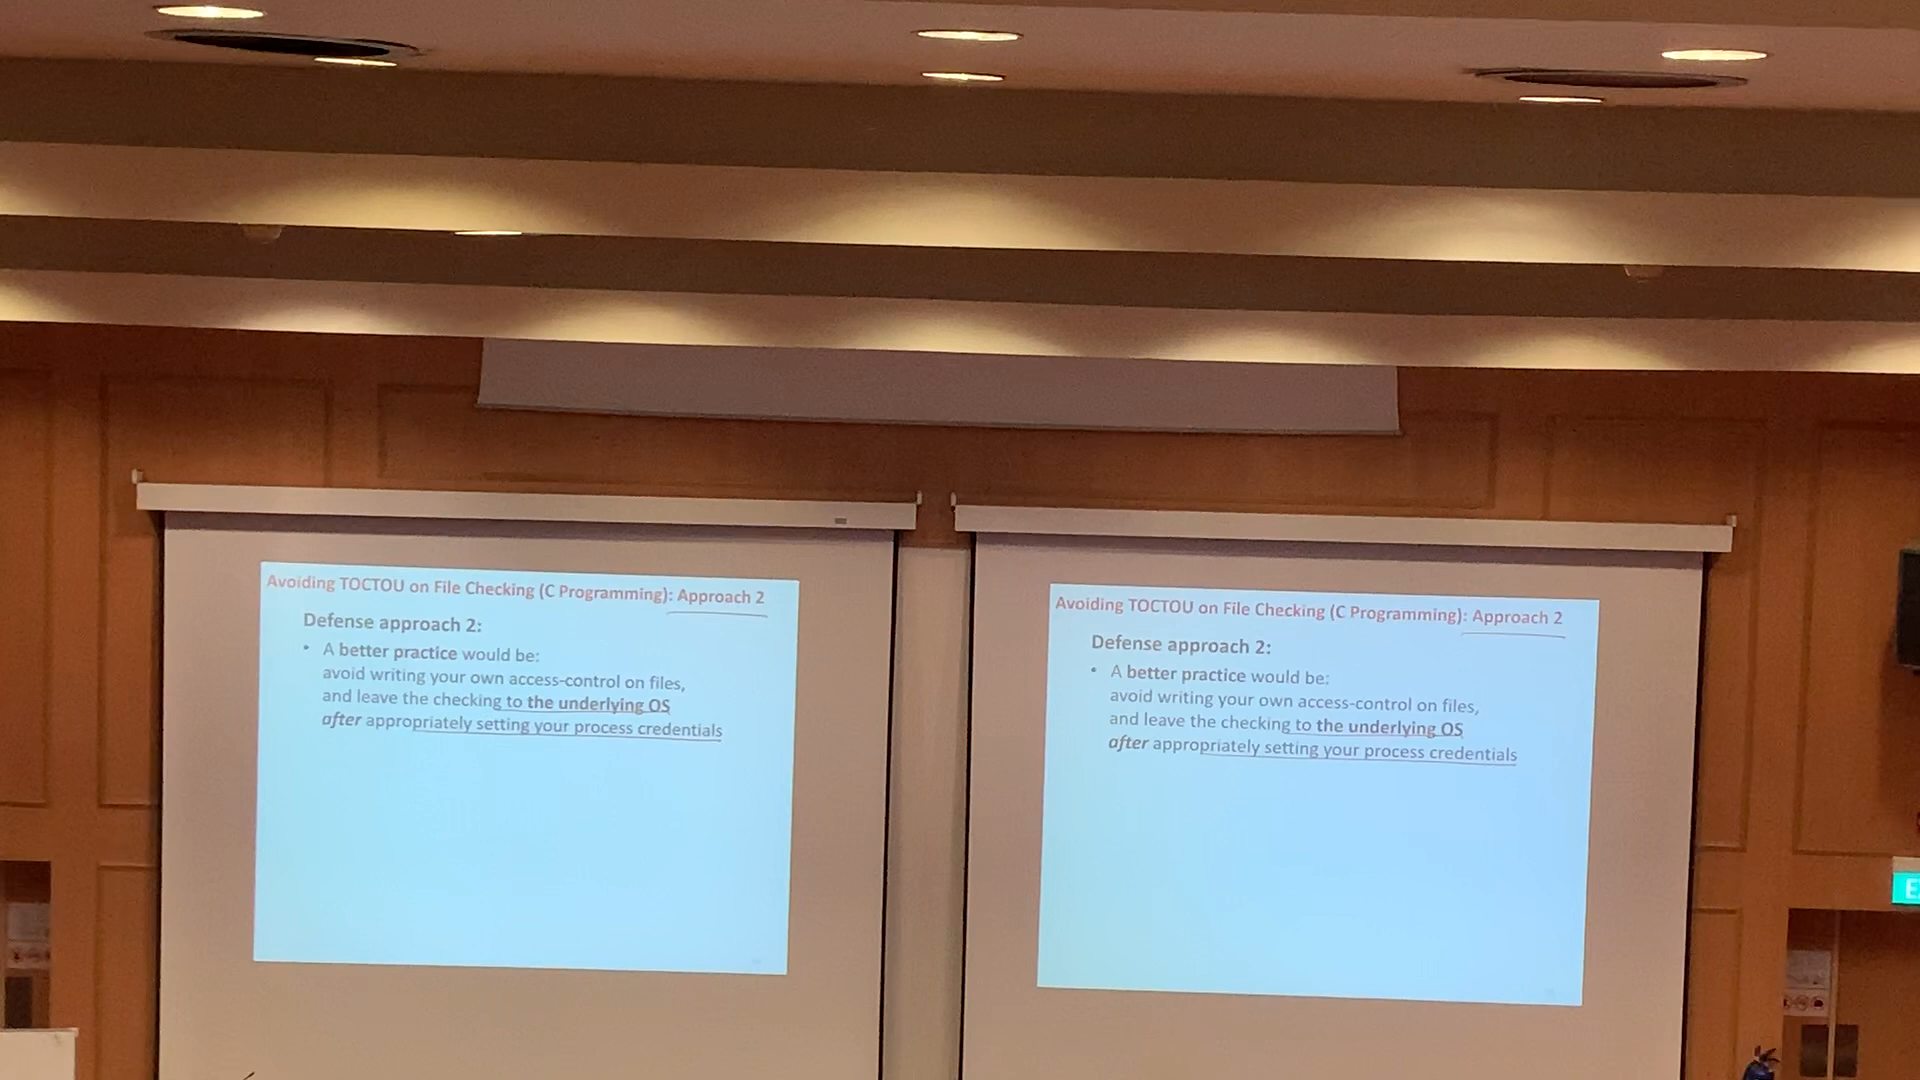 Avoiding TOCTOU on File Checking (C Programming): Approach 2
Defense approach 2:
• A better practice would be:
avoid writing your own access-control on files,
and leave the checking to the underlying OS
after appropriately setting your process credentials
Avoiding TOCTOU on File Checking (C Programming): Approach 2
Defense approach 2:
• A better practice would be:
avoid writing your own access-control on files,
and leave the checking to the underlying OS
after appropriately setting your process credentials